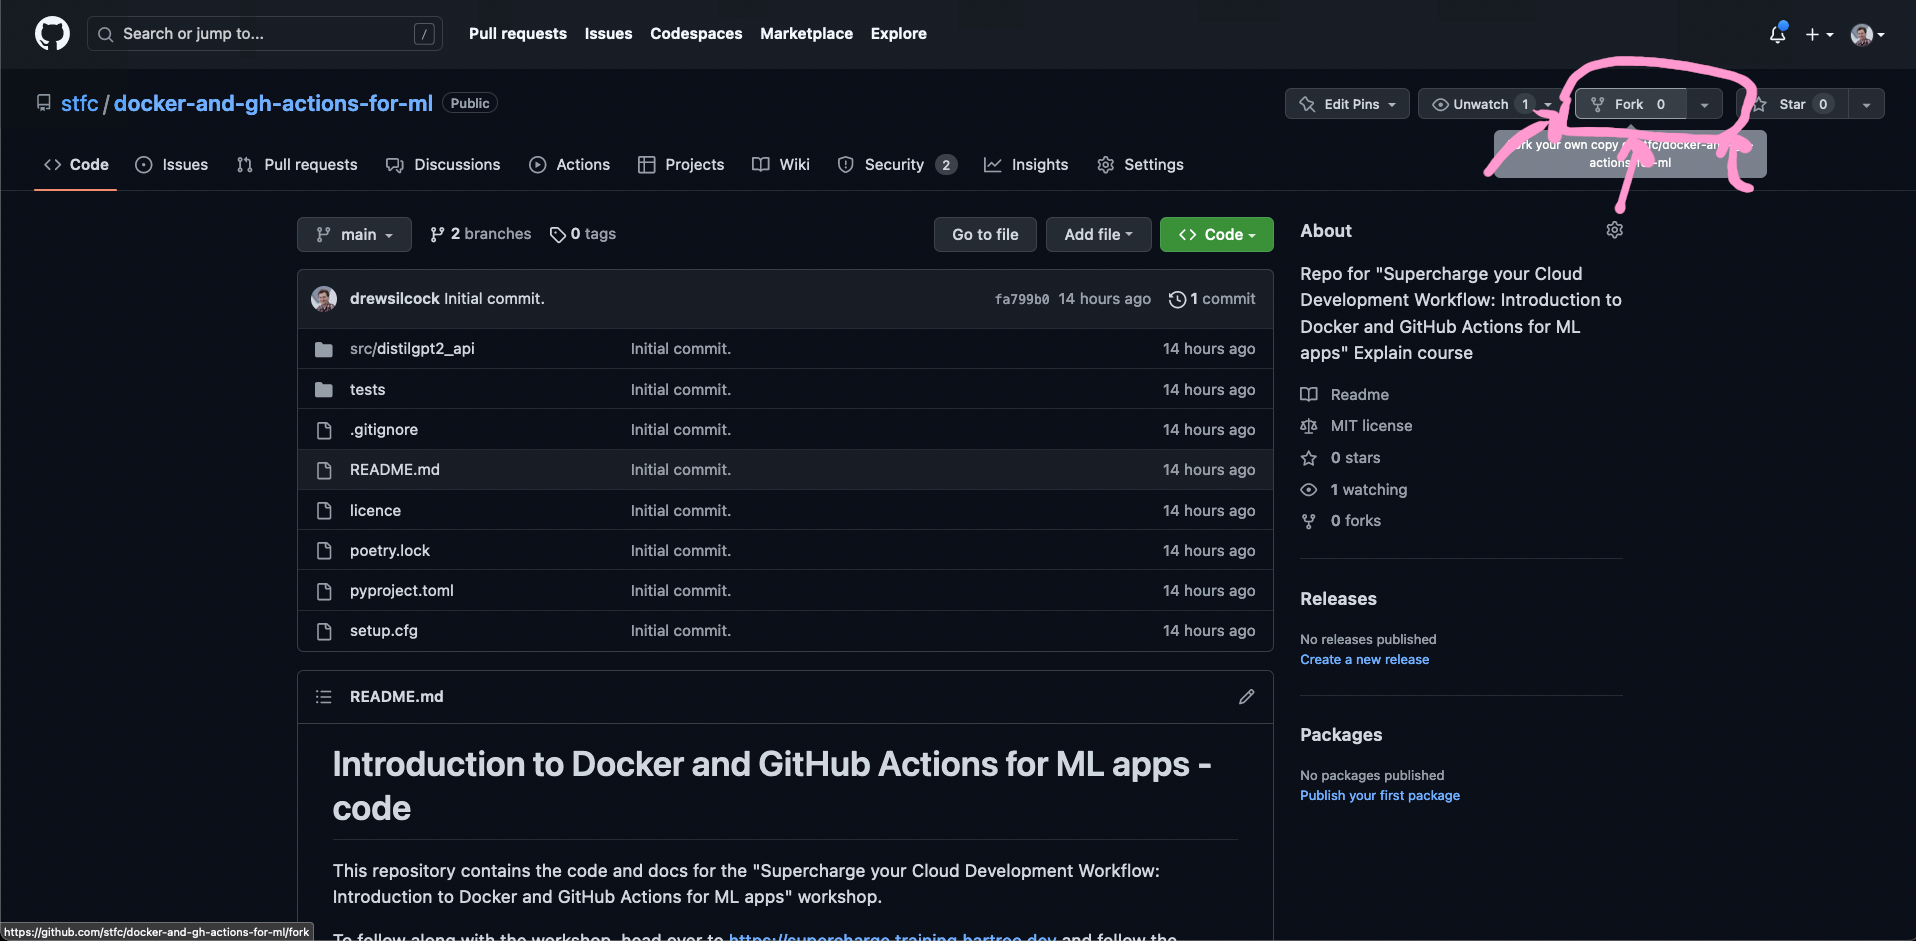 Search or jump to...
/
Pull requests
Issues
Codespaces
Marketplace
Explore
stfc / docker-and-gh-actions-for-ml
Public
Edit Pins
Unwatch 1
Fork 0
Star 0
your own copy
actions
-ml
Code
Issues
Pull requests
Discussions
Actions
Projects
Wiki
Security 2
Insights
Settings
main
2 branches
0 tags
Go to file
Add file
Code
drewsilcock Initial commit.
fa799b0 14 hours ago
1 commit
src/distilgpt2_api Initial commit. 14 hours ago
tests Initial commit. 14 hours ago
.gitignore Initial commit. 14 hours ago
README.md Initial commit. 14 hours ago
licence Initial commit. 14 hours ago
poetry.lock Initial commit. 14 hours ago
pyproject.toml Initial commit. 14 hours ago
setup.cfg Initial commit. 14 hours ago
README.md
Introduction to Docker and GitHub Actions for ML apps -
code
This repository contains the code and docs for the "Supercharge your Cloud Development Workflow:
Introduction to Docker and GitHub Actions for ML apps" workshop.
To follow along with the workshop, head over to https://supercharge.training.hartree.dev and follow the
About
Repo for "Supercharge your Cloud
Development Workflow: Introduction to
Docker and GitHub Actions for ML
apps" Explain course
Readme
MIT license
0 stars
1 watching
0 forks
Releases
No releases published
Create a new release
Packages
No packages published
Publish your first package
https://github.com/stfc/docker-and-gh-actions-for-ml/fork